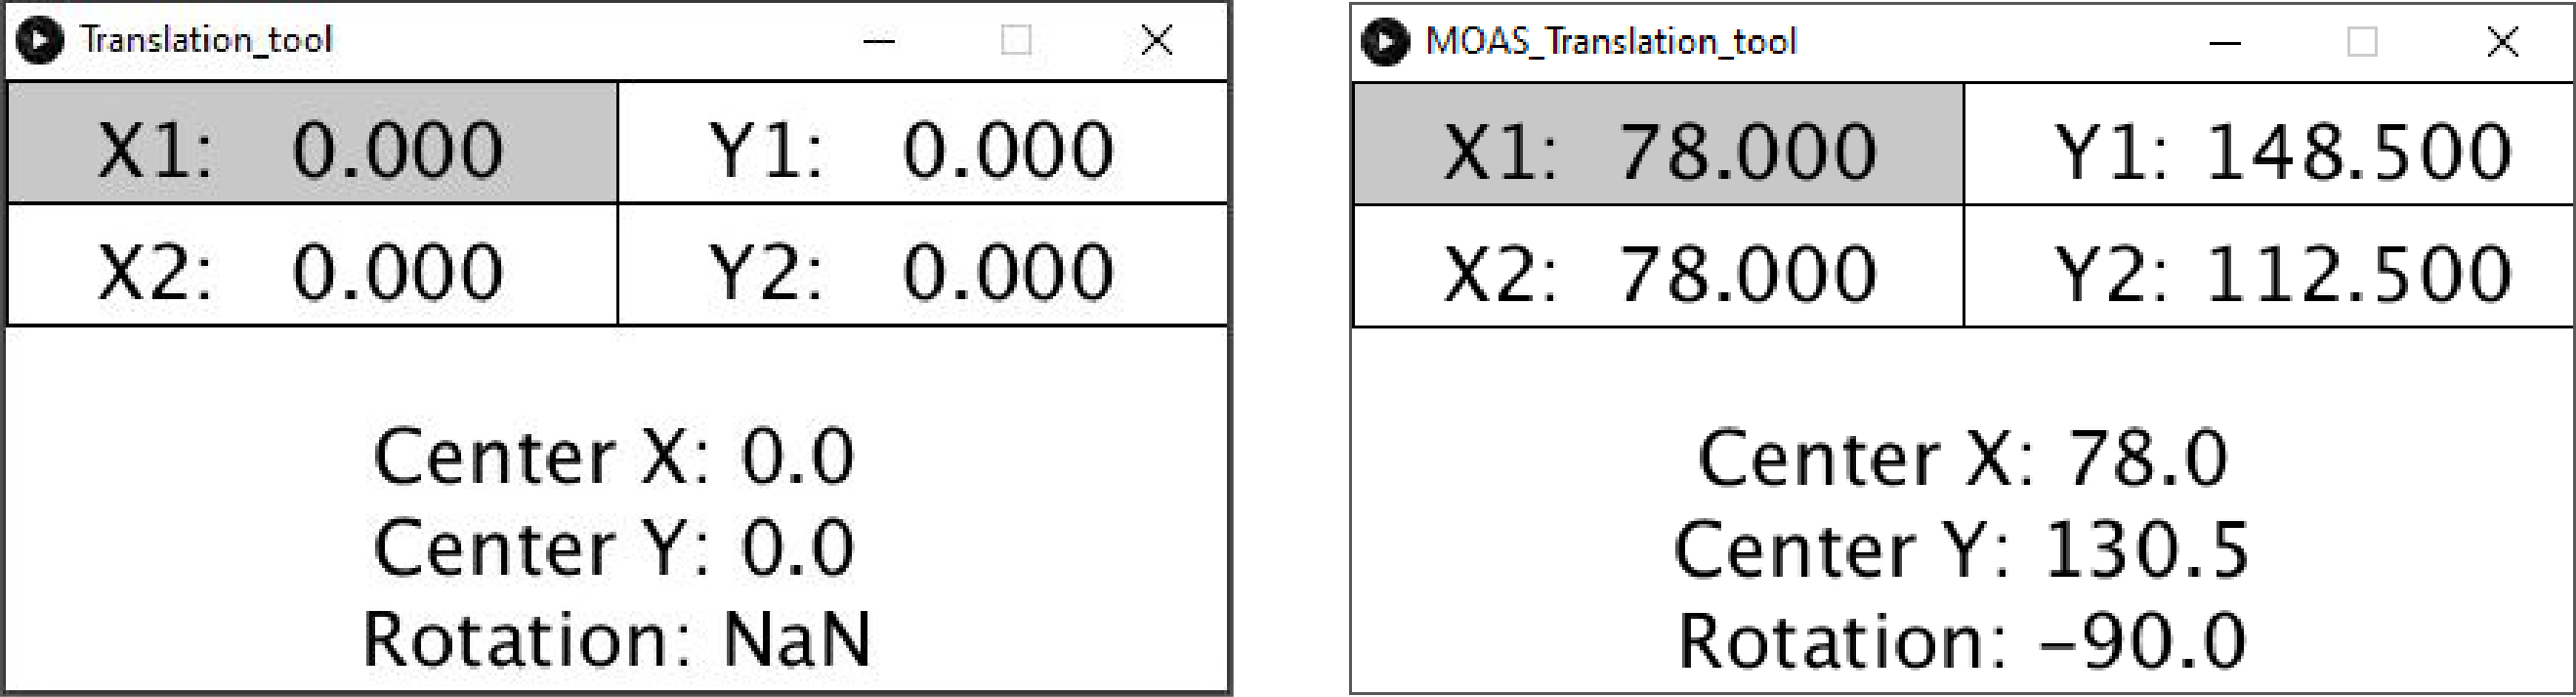 Translation_tool
X1: 0.000 Y1: 0.000
X2: 0.000 Y2: 0.000
Center X: 0.0
Center Y: 0.0
Rotation: NaN
MOAS_Translation_tool
X1: 78.000 Y1: 148.500
X2: 78.000 Y2: 112.500
Center X: 78.0
Center Y: 130.5
Rotation: −90.0